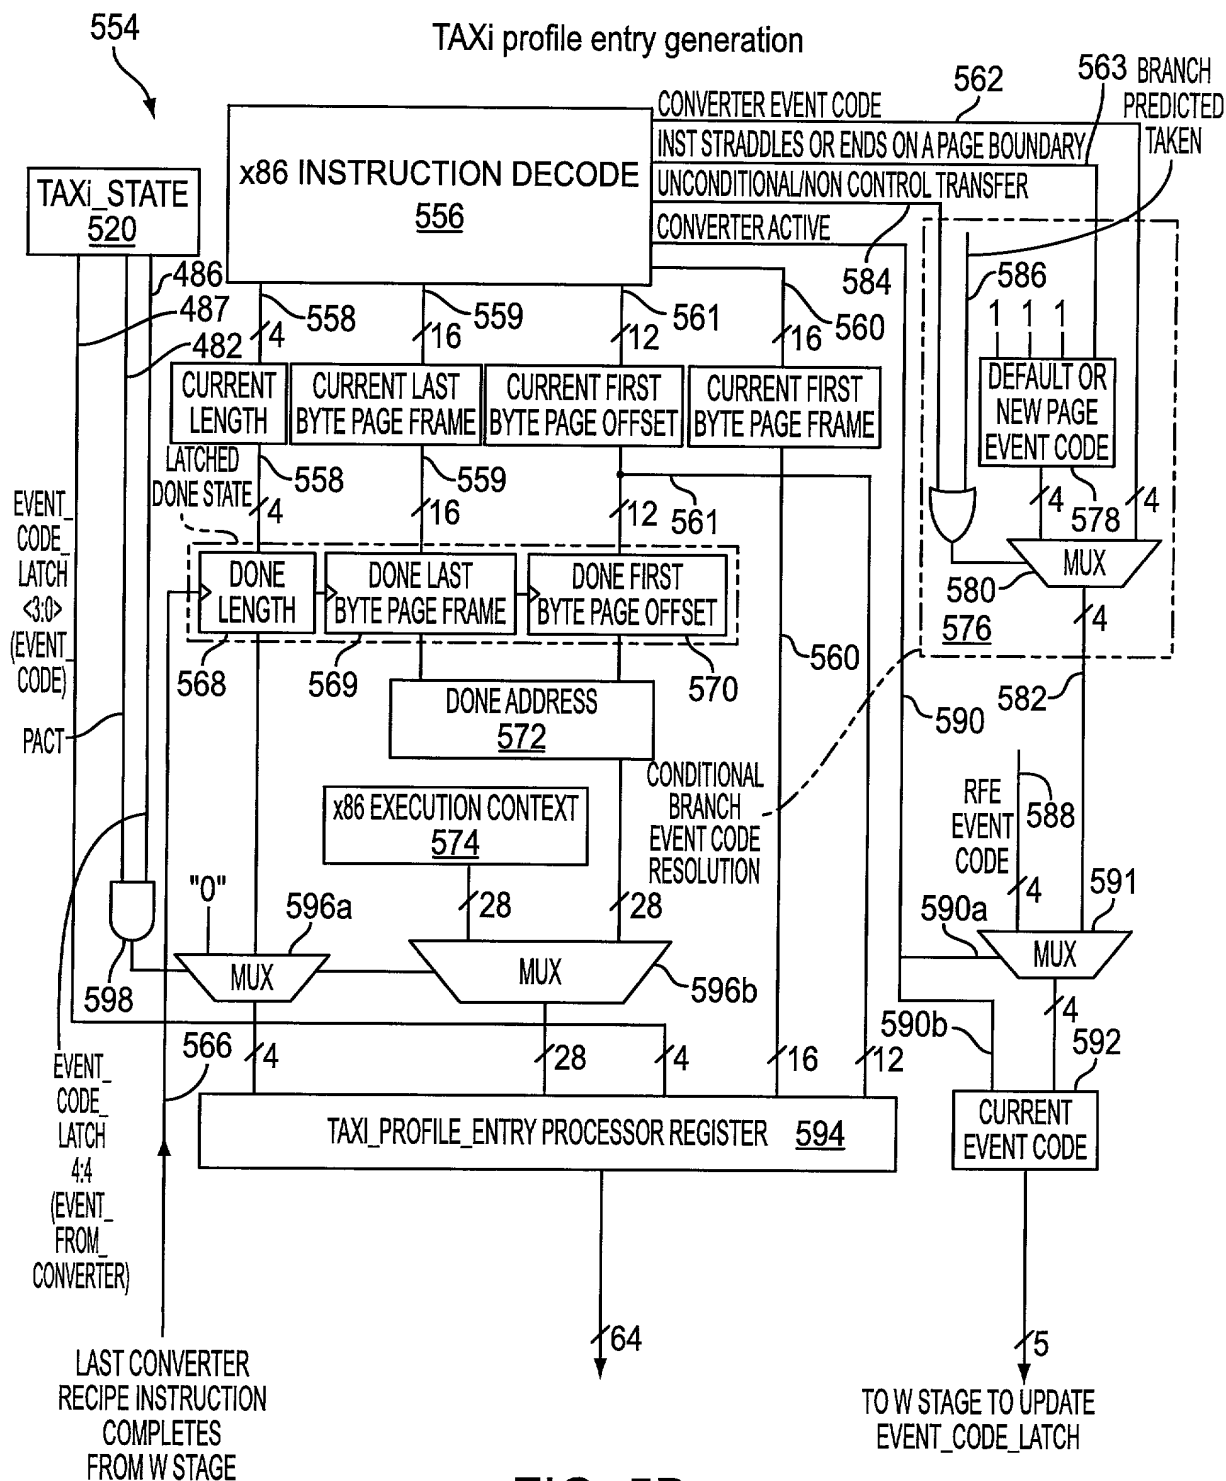 554
TAXi profile entry generation
x86 INSTRUCTION DECODE
556
CONVERTER EVENT CODE
562
INST STRADDLES OR ENDS ON A PAGE BOUNDARY
563
BRANCH
PREDICTED
TAKEN
UNCONDITIONAL/NON CONTROL TRANSFER
CONVERTER ACTIVE
584
TAXi_STATE
520
486
487
482
558
559
561
560
4
16
12
16
586
1
1
1
DEFAULT OR
NEW PAGE
EVENT CODE
4
578
4
MUX
580
576
4
582
CURRENT
LENGTH
CURRENT LAST
BYTE PAGE FRAME
CURRENT FIRST
BYTE PAGE OFFSET
CURRENT FIRST
BYTE PAGE FRAME
LATCHED
DONE STATE
558
4
559
16
12
561
EVENT_
CODE_
LATCH
<3:0>
(EVENT_
CODE)
PACT
DONE
LENGTH
DONE LAST
BYTE PAGE FRAME
DONE FIRST
BYTE PAGE OFFSET
568
569
570
560
590
DONE ADDRESS
572
x86 EXECUTION CONTEXT
574
CONDITIONAL
BRANCH
EVENT CODE
RESOLUTION
RFE
EVENT
CODE
588
4
"0"
596a
28
28
591
590a
MUX
598
MUX
MUX
596b
566
4
28
4
16
12
590b
4
592
EVENT_
CODE_
LATCH
4:4
(EVENT_
FROM_
CONVERTER)
TAXI_PROFILE_ENTRY PROCESSOR REGISTER 594
CURRENT
EVENT CODE
64
5
LAST CONVERTER
RECIPE INSTRUCTION
COMPLETES
FROM W STAGE
TO W STAGE TO UPDATE
EVENT_CODE_LATCH